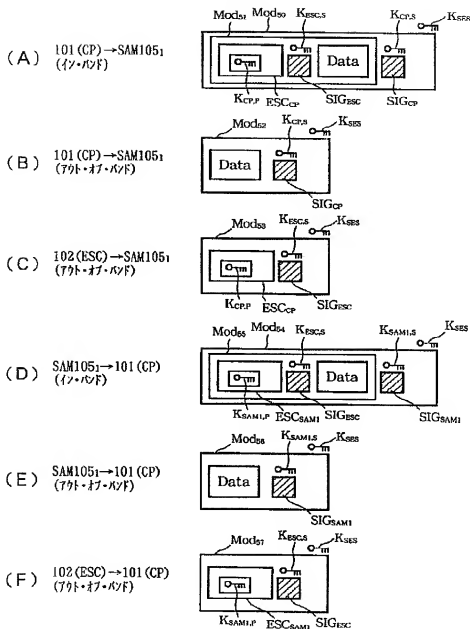 Mod₅₁ Mod₅₀ K_ESC,S K_CP,S K_SES
(A) 101(CP)→SAM105₁
(イン・バンド)
Data
K_CP,P ESC_CP SIG_ESC SIG_CP
Mod₅₂ K_CP,S K_SES
(B) 101(CP)→SAM105₁
(アウト・オブ・バンド)
Data
SIG_CP
Mod₅₃ K_ESC,S K_SES
(C) 102(ESC)→SAM105₁
(アウト・オブ・バンド)
K_CP,P ESC_CP SIG_ESC
Mod₅₅ Mod₅₄ K_ESC,S K_SAM1,S K_SES
(D) SAM105₁→101(CP)
(イン・バンド)
Data
K_SAM1,P ESC_SAM1 SIG_ESC SIG_SAM1
Mod₅₆ K_SAM1,S K_SES
(E) SAM105₁→101(CP)
(アウト・オブ・バンド)
Data
SIG_SAM1
Mod₅₇ K_ESC,S K_SES
(F) 102(ESC)→101(CP)
(アウト・オブ・バンド)
K_SAM1,P ESC_SAM1 SIG_ESC